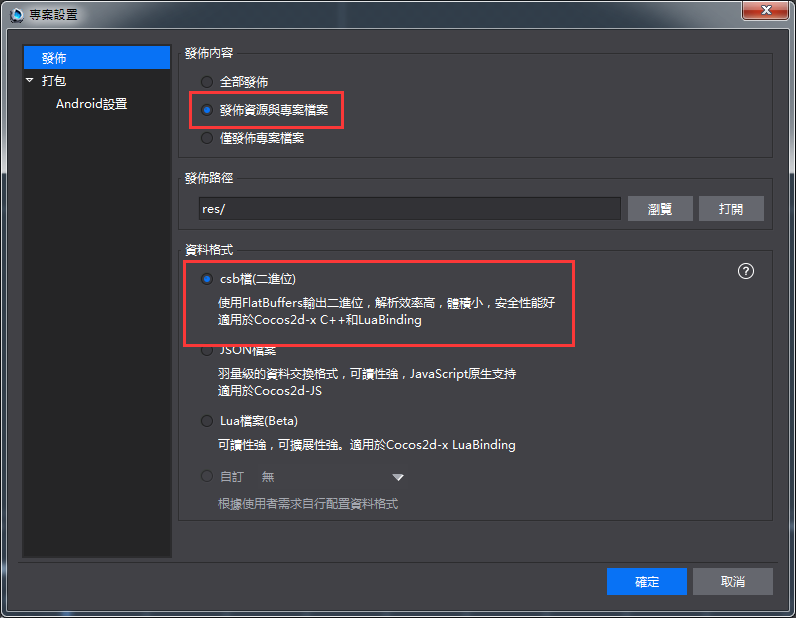 專案設置
發佈
打包
Android設置
發佈內容
全部發佈
發佈資源與專案檔案
僅發佈專案檔案
發佈路徑
res/
瀏覽
打開
資料格式
csb檔(二進位)
使用FlatBuffers輸出二進位，解析效率高，體積小，安全性能好
適用於Cocos2d-x C++和LuaBinding
JSON檔案
羽量級的資料交換格式，可讀性強，JavaScript原生支持
適用於Cocos2d-JS
Lua檔案(Beta)
可讀性強，可擴展性強。適用於Cocos2d-x LuaBinding
自訂 無
根據使用者需求自行配置資料格式
確定
取消